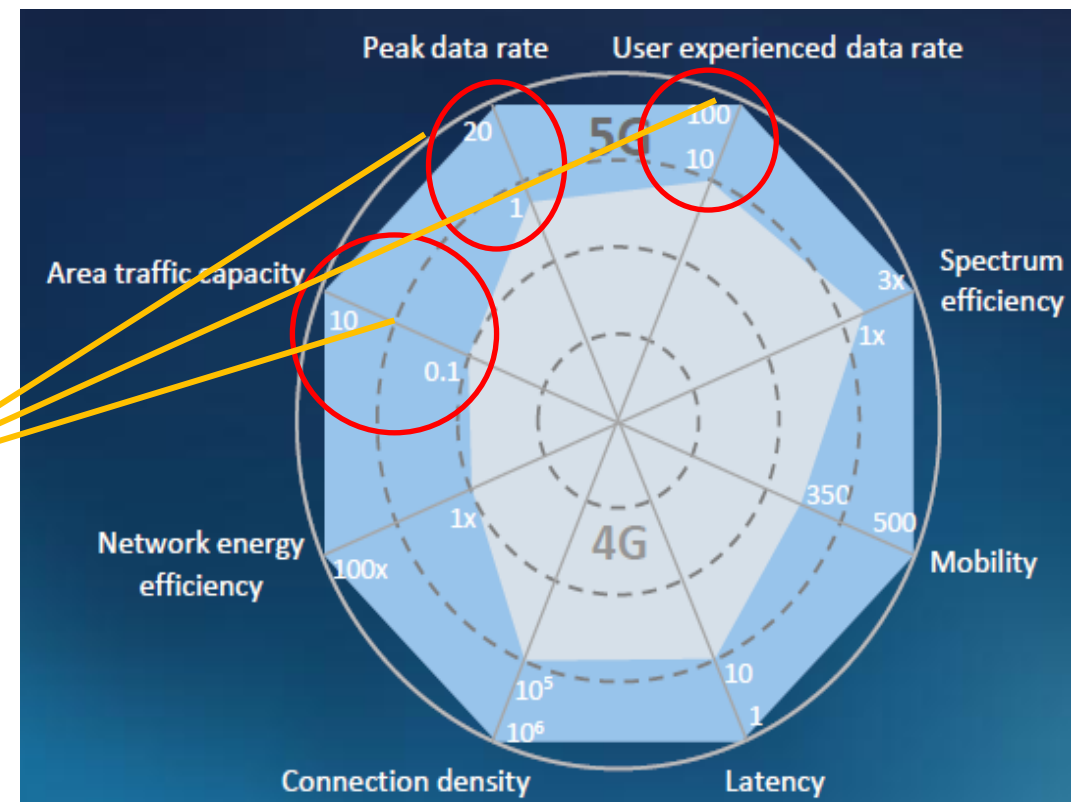 Peak data rate
User experienced data rate
20
5G
100
10
1
Area traffic capacity
Spectrum
efficiency
3x
10
1x
0.1
350
500
1x
4G
Network energy
efficiency
100x
Mobility
10⁵
10
10⁶
1
Connection density
Latency